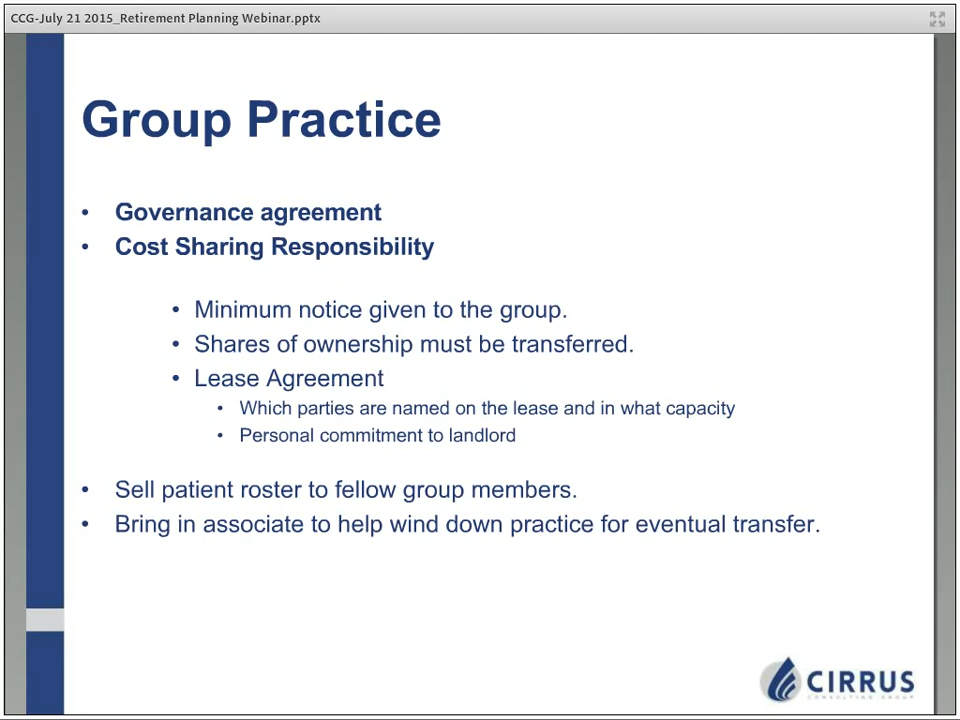 CCG-July 21 2015_Retirement Planning Webinar.pptx
Group Practice
• Governance agreement
• Cost Sharing Responsibility
• Minimum notice given to the group.
• Shares of ownership must be transferred.
• Lease Agreement
• Which parties are named on the lease and in what capacity
• Personal commitment to landlord
• Sell patient roster to fellow group members.
• Bring in associate to help wind down practice for eventual transfer.
CIRRUS
CONSULTING GROUP